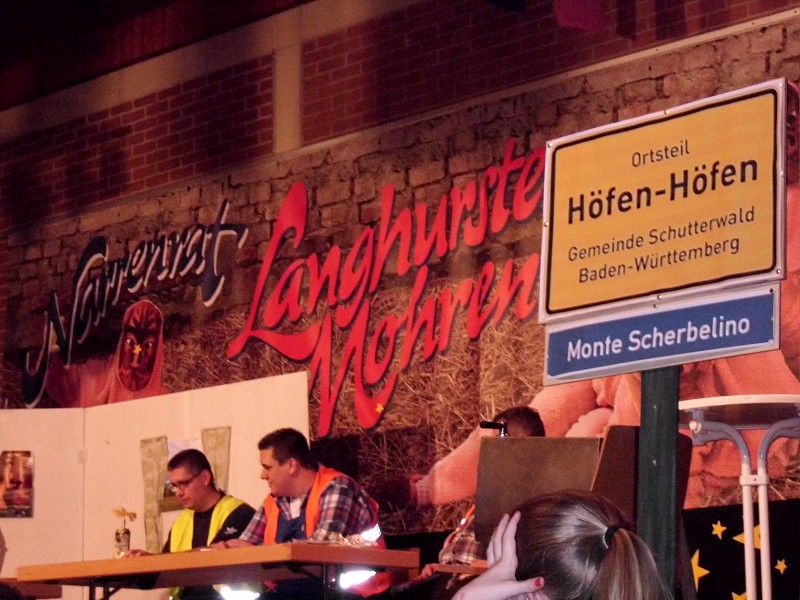 Narrenrat
Langhurste
Mohren
Ortsteil
Höfen-Höfen
Gemeinde Schutterwald
Baden-Württemberg
Monte Scherbelino